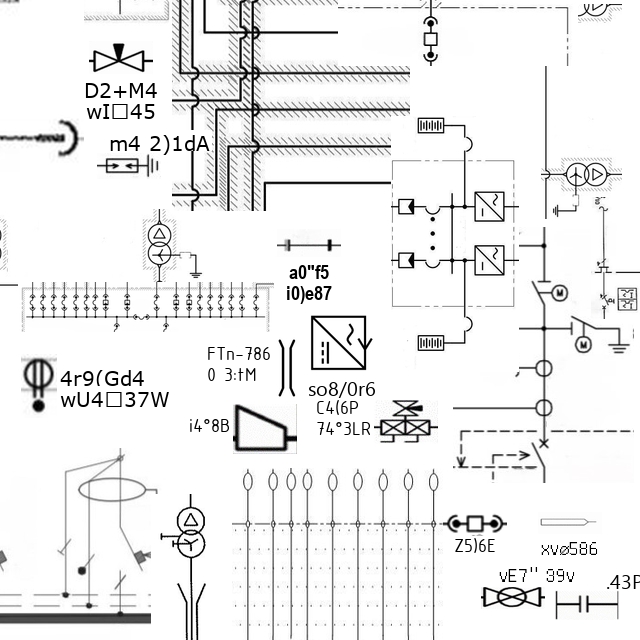 D2+M4
wI□45
m4 2)1dA
a0"f5
i0)e87
FTn-786
0 3:tM
so8/0r6
4r9(Gd4
wU4□37W
i4°8B
C4(6P
74°3LR
M
M
Z5)6E
xvø586
vE7" 39v
.43P